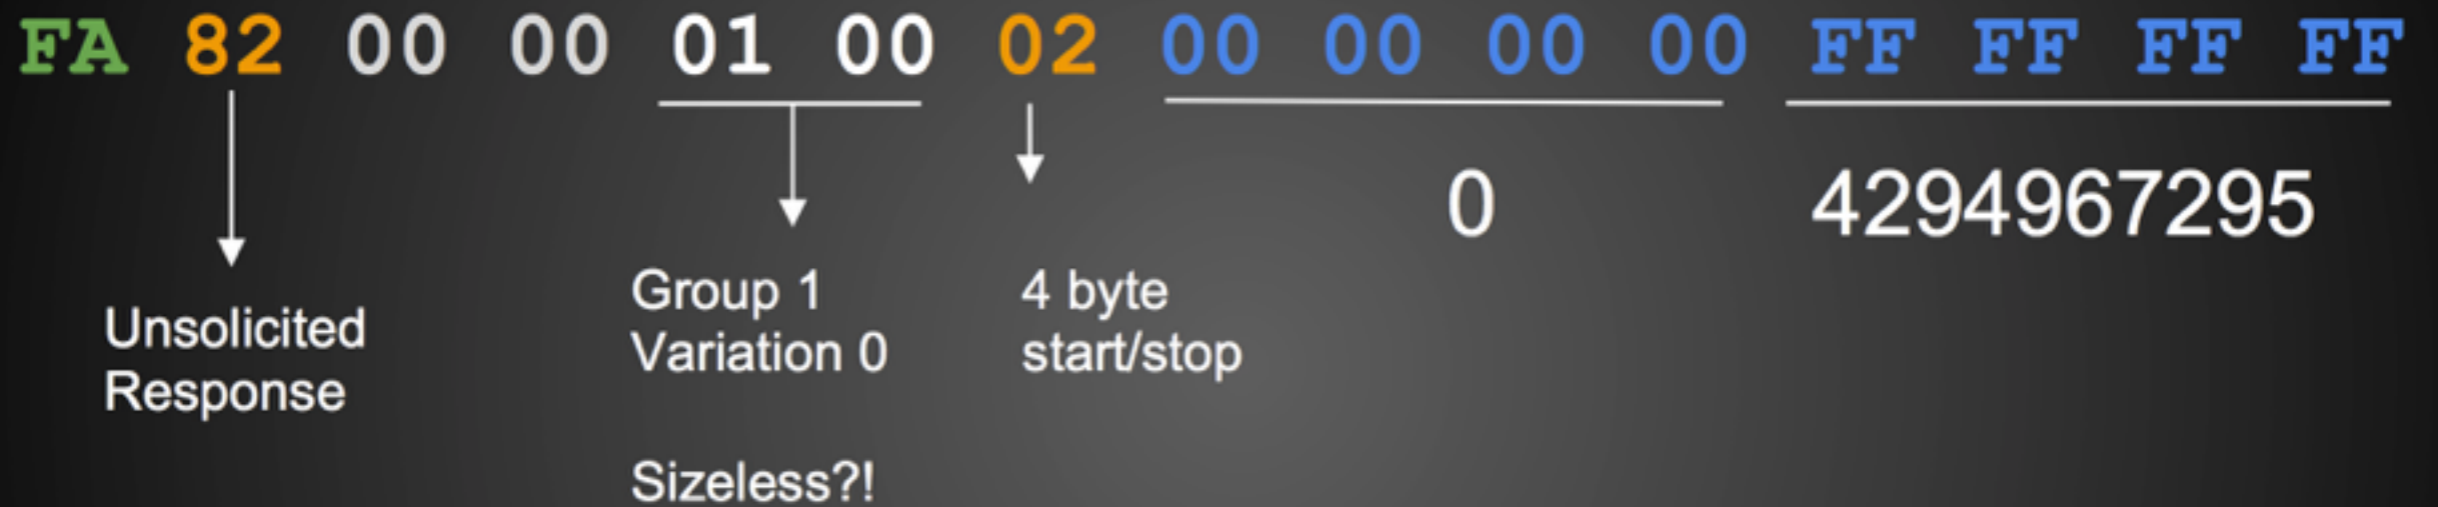 FA 82 00 00 01 00 02 00 00 00 00 FF FF FF FF
0 4294967295
Unsolicited
Response
Group 1
Variation 0
Sizeless?!
4 byte
start/stop